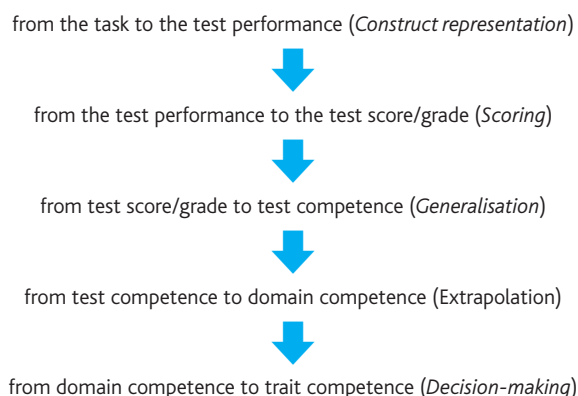 from the task to the test performance (Construct representation)
from the test performance to the test score/grade (Scoring)
from test score/grade to test competence (Generalisation)
from test competence to domain competence (Extrapolation)
from domain competence to trait competence (Decision-making)